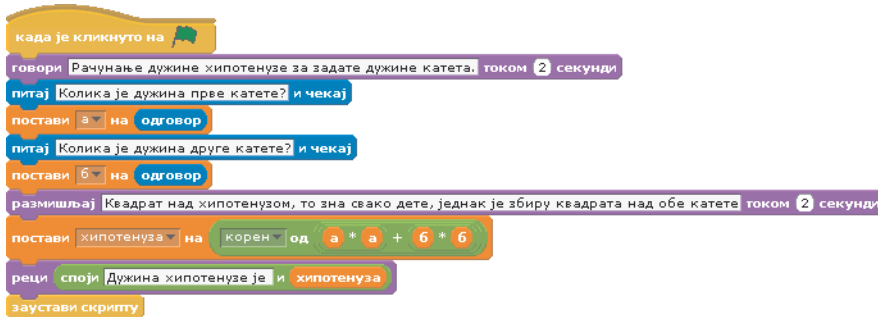 када је кликнуто на
говори Рачунање дужине хипотенузе за задате дужине катета. током 2 секунди
питај Колика је дужина прве катете? и чекај
постави а на одговор
питај Колика је дужина друге катете? и чекај
постави б на одговор
размишљај Квадрат над хипотенузом, то зна свако дете, једнак је збиру квадрата над обе катете током 2 секунди
постави хипотенуза на корен од а * а + б * б
реци споји Дужина хипотенузе је и хипотенуза
заустави скрипту